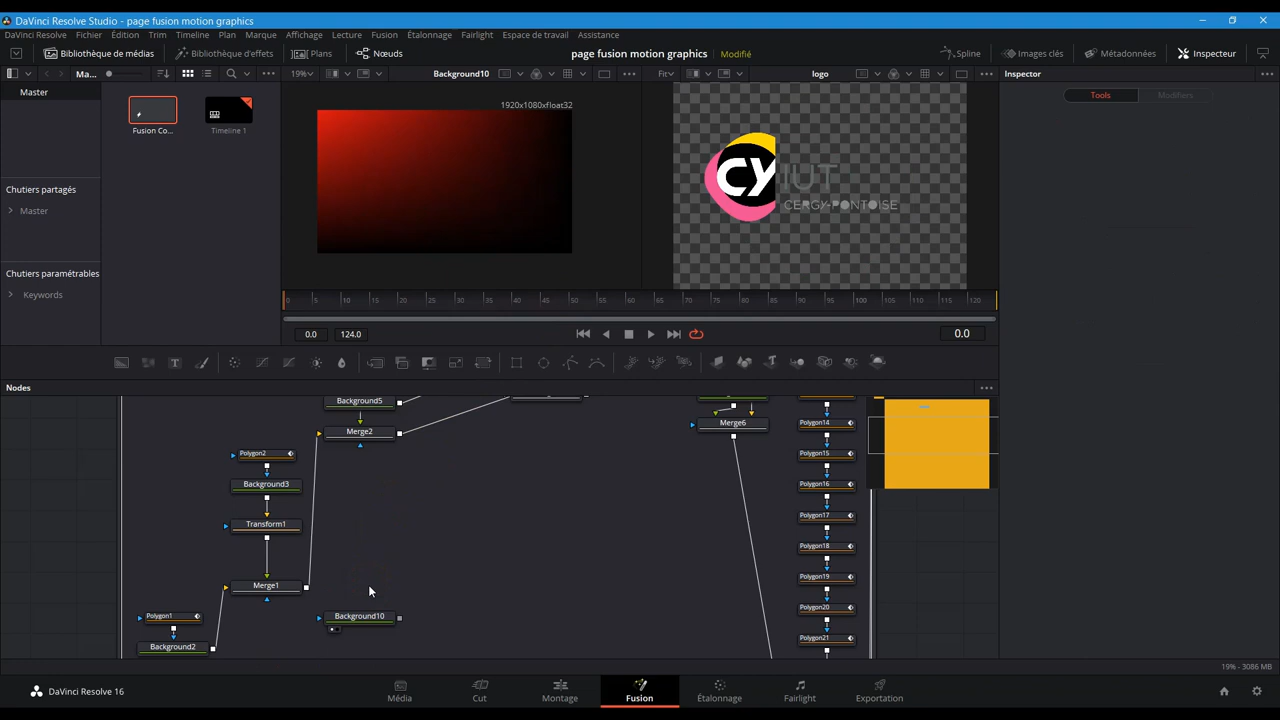 DaVinci Resolve Studio - page fusion motion graphics
DaVinci Resolve Fichier Édition Trim Timeline Plan Marque Affichage Lecture Fusion Étalonnage Fairlight Espace de travail Assistance
Bibliothèque de médias Bibliothèque d'effets Plans Nœuds page fusion motion graphics Modifié Spline Images clés Métadonnées Inspecteur
Ma... 19% Background10 Fit logo Inspector
Master
Tools Modifiers
1920x1080xfloat32
Fusion Co... Timeline 1
CY IUT
CERGY-PONTOISE
Chutiers partagés
Master
Chutiers paramétrables
Keywords
0 5 10 15 20 25 30 35 40 45 50 55 60 65 70 75 80 85 90 95 100 105 110 115 120
0.0 124.0 0.0
Nodes
Background5
Merge6
Polygon14
Merge2
Polygon2
Polygon15
Background3
Polygon16
Polygon17
Transform1
Polygon18
Polygon19
Merge1
Polygon20
Polygon1
Background10
Polygon21
Background2
19% - 3086 MB
DaVinci Resolve 16
Média Cut Montage Fusion Étalonnage Fairlight Exportation